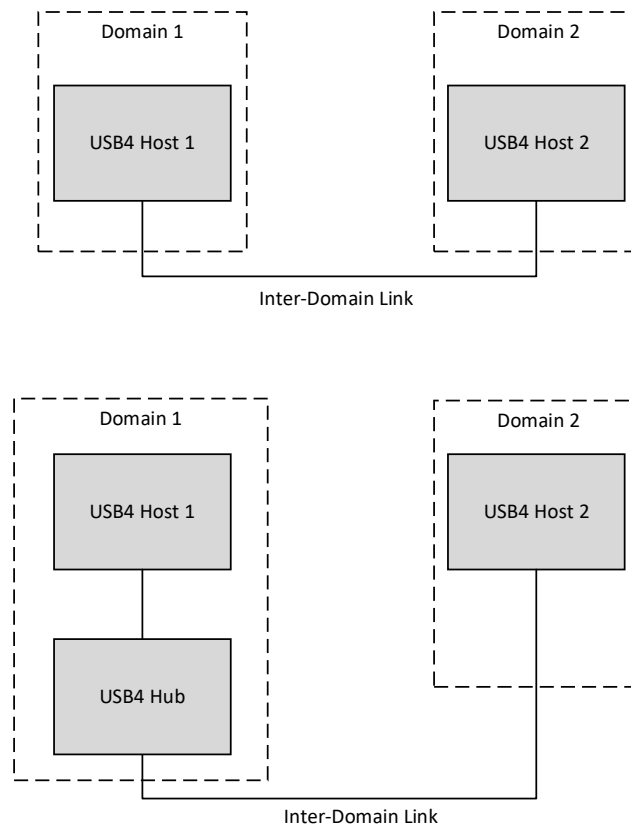 Domain 1
Domain 2
USB4 Host 1
USB4 Host 2
Inter-Domain Link
Domain 1
Domain 2
USB4 Host 1
USB4 Host 2
USB4 Hub
Inter-Domain Link